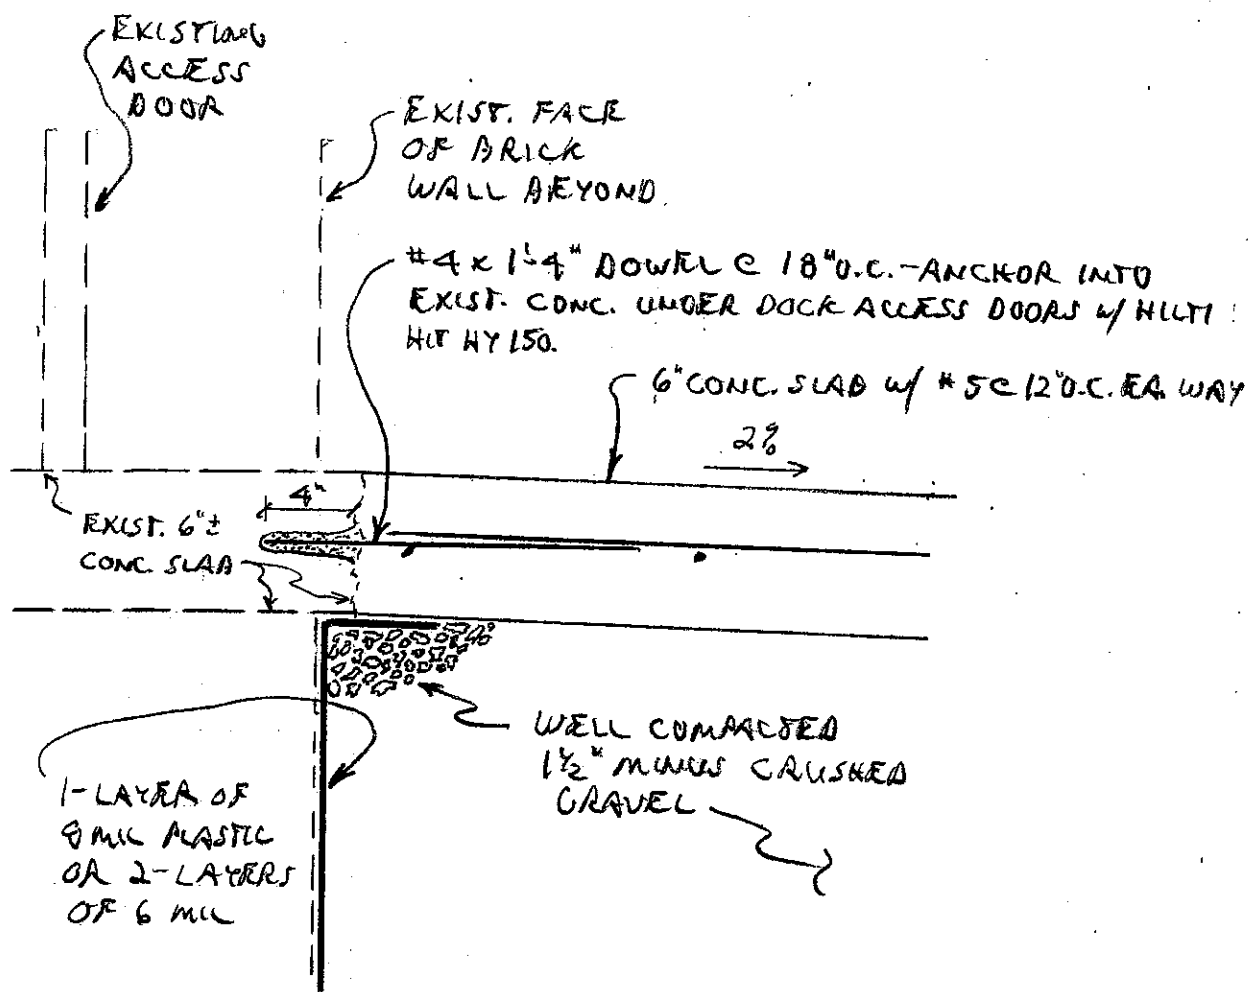 EXISTING
ACCESS
DOOR
EXIST. FACE
OF BRICK
WALL BEYOND.
#4 x 1'-4" DOWEL @ 18" O.C. - ANCHOR INTO
EXIST. CONC. UNDER DOCK ACCESS DOORS w/ HILTI
HIT HY 150.
6" CONC. SLAB w/ #5 @ 12" O.C. EA. WAY
2%
4"
EXIST. 6"±
CONC. SLAB
WELL COMPACTED
1½" MINUS CRUSHED
GRAVEL
1-LAYER OF
8 MIL PLASTIC
OR 2-LAYERS
OF 6 MIL